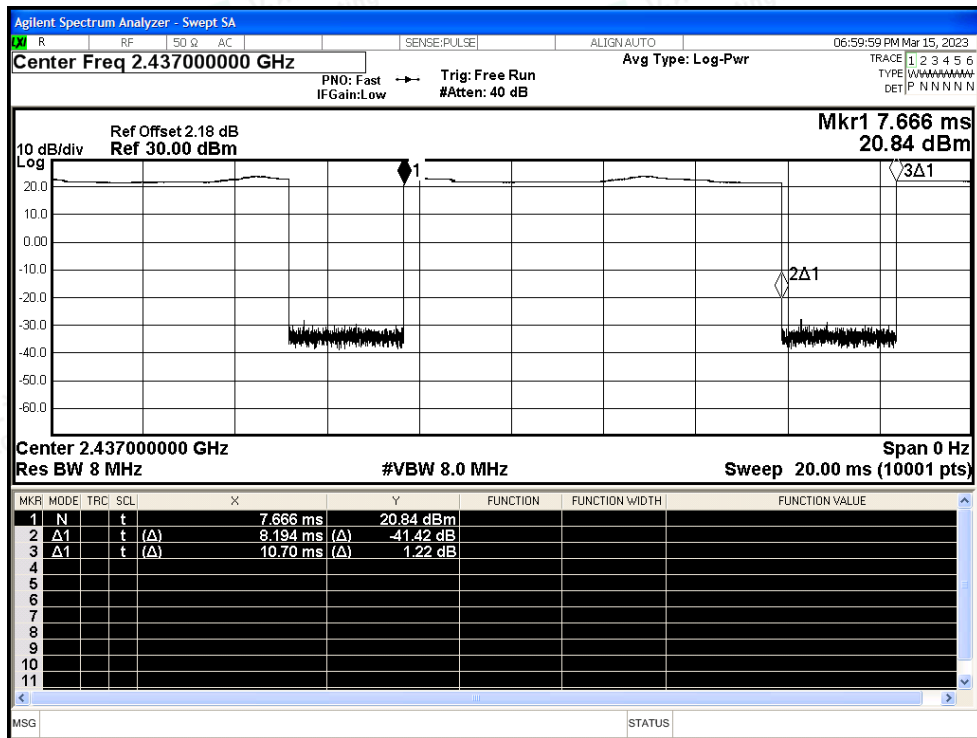 Agilent Spectrum Analyzer - Swept SA
LXI R RF 50 Ω AC SENSE:PULSE ALIGN AUTO 06:59:59 PM Mar 15, 2023
Center Freq 2.437000000 GHz
PNO: Fast
IFGain:Low
Trig: Free Run
#Atten: 40 dB
Avg Type: Log-Pwr
TRACE 1 2 3 4 5 6
TYPE WWWWWW
DET P N N N N N
Ref Offset 2.18 dB
Ref 30.00 dBm
10 dB/div
Log
Mkr1 7.666 ms
20.84 dBm
1
3Δ1
2Δ1
20.0
10.0
0.00
-10.0
-20.0
-30.0
-40.0
-50.0
-60.0
Center 2.437000000 GHz Span 0 Hz
Res BW 8 MHz #VBW 8.0 MHz Sweep 20.00 ms (10001 pts)
MKR MODE TRC SCL X Y FUNCTION FUNCTION WIDTH FUNCTION VALUE
1 N t 7.666 ms 20.84 dBm
2 Δ1 t (Δ) 8.194 ms (Δ) -41.42 dB
3 Δ1 t (Δ) 10.70 ms (Δ) 1.22 dB
4
5
6
7
8
9
10
11
MSG STATUS